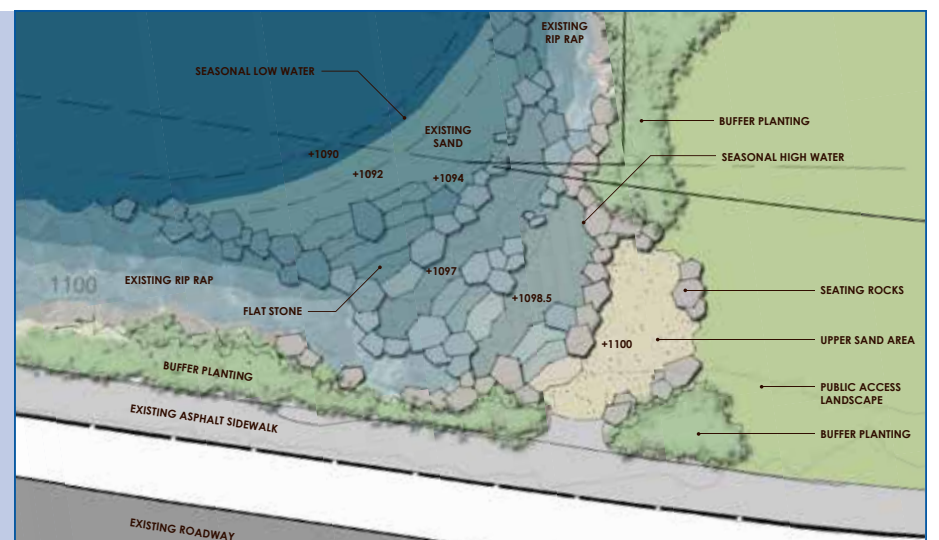 EXISTING
RIP RAP
SEASONAL LOW WATER
BUFFER PLANTING
EXISTING
SAND
+1090
SEASONAL HIGH WATER
+1092
+1094
+1097
EXISTING RIP RAP
1100
SEATING ROCKS
+1098.5
FLAT STONE
+1100
UPPER SAND AREA
BUFFER PLANTING
PUBLIC ACCESS
LANDSCAPE
EXISTING ASPHALT SIDEWALK
BUFFER PLANTING
EXISTING ROADWAY